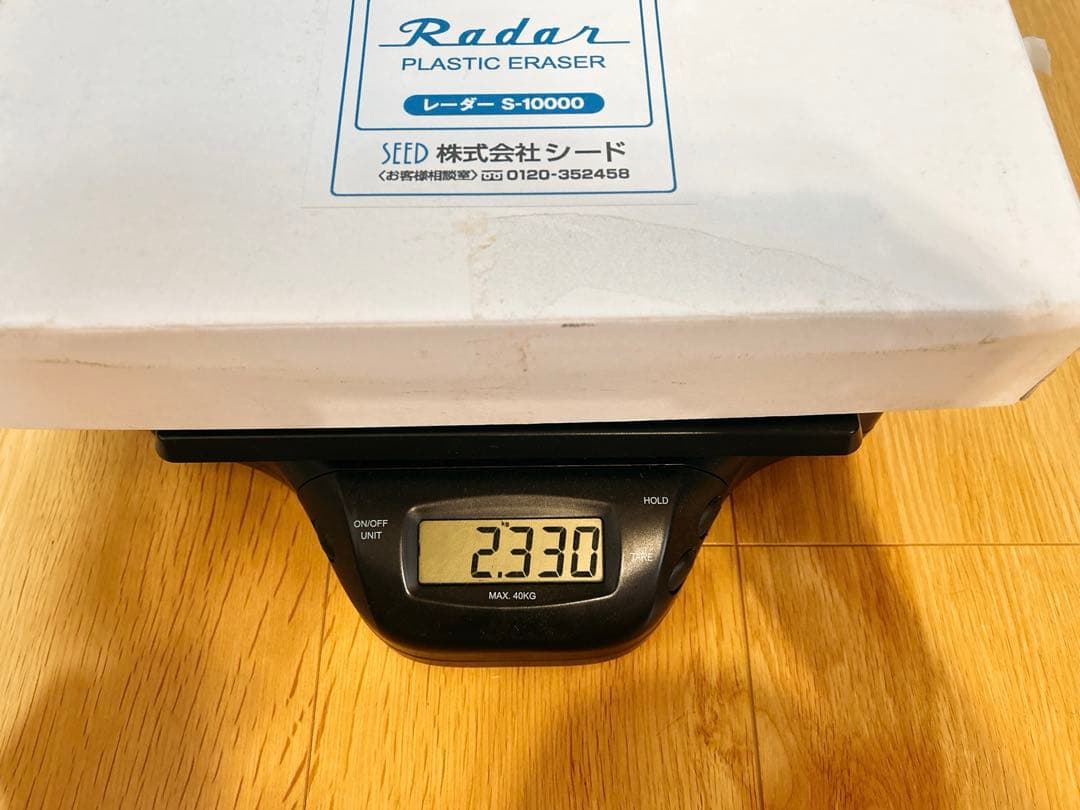 Radar
PLASTIC ERASER
レーダー S-10000
SEED 株式会社シード
〈お客様相談室〉 0120-352458
HOLD
ON/OFF
UNIT
kg
2.330
TARE
MAX. 40KG